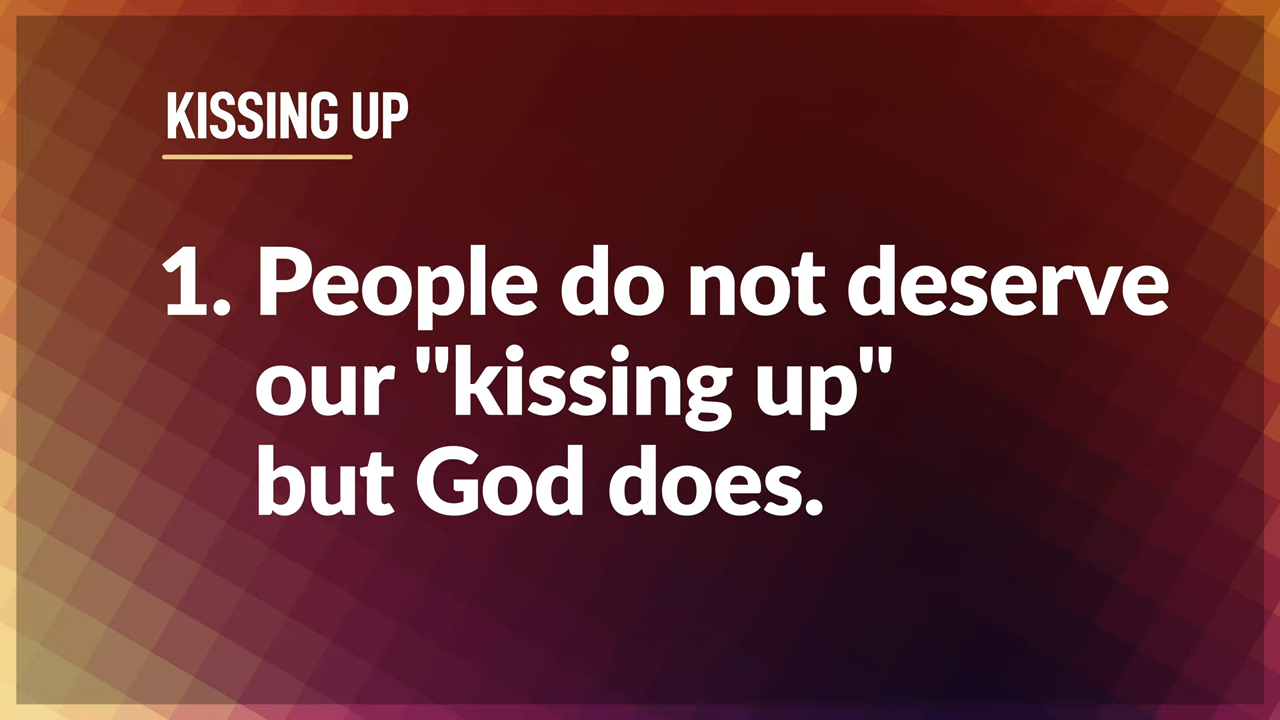 KISSING UP
1. People do not deserve
our "kissing up"
but God does.